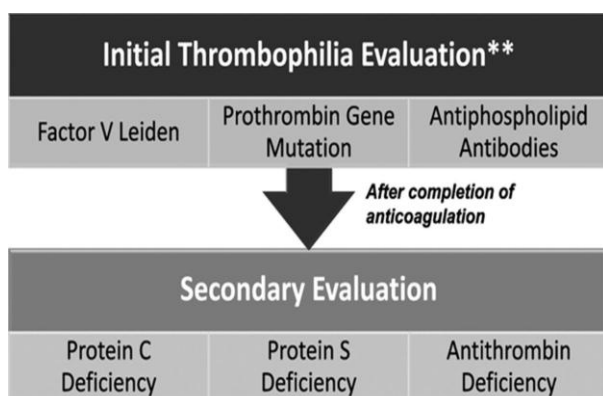 Initial Thrombophilia Evaluation**
Factor V Leiden
Prothrombin Gene
Mutation
Antiphospholipid
Antibodies
After completion of
anticoagulation
Secondary Evaluation
Protein C
Deficiency
Protein S
Deficiency
Antithrombin
Deficiency